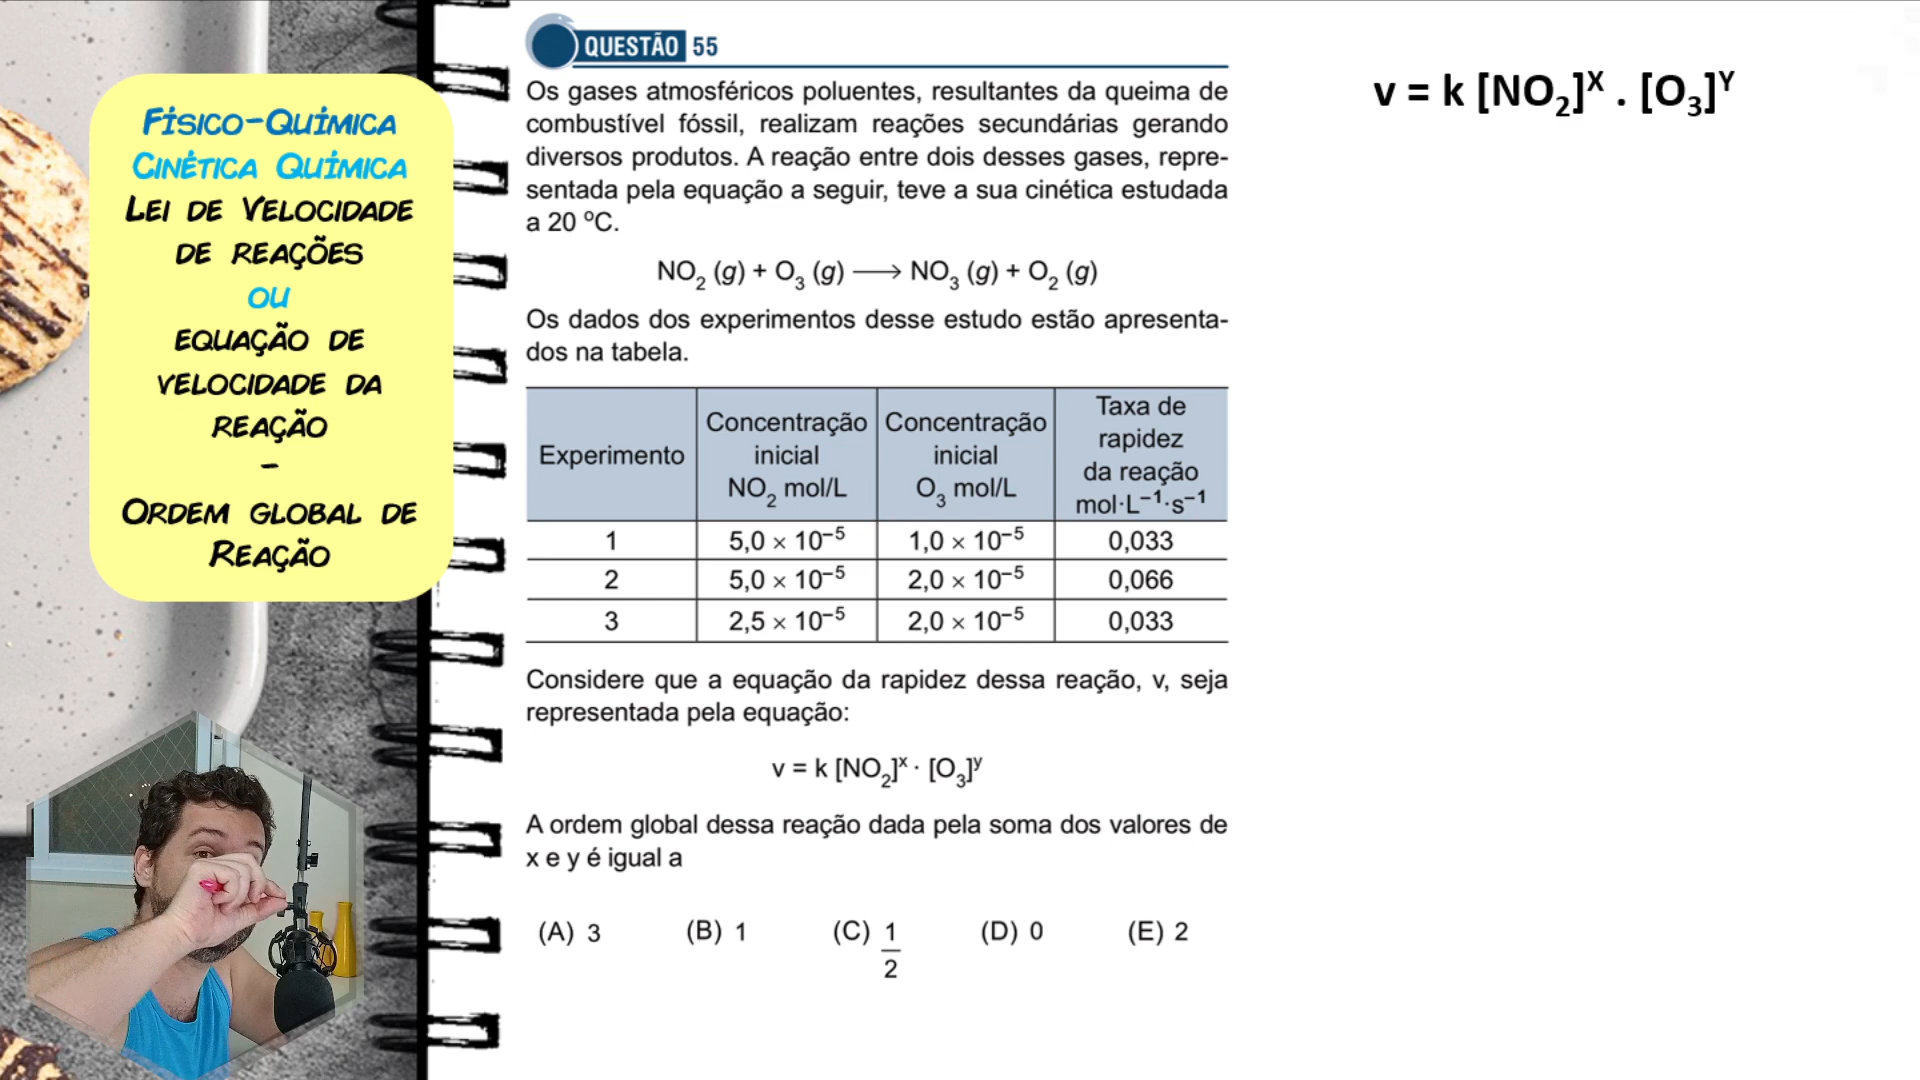 Físico-Química
Cinética Química
Lei de Velocidade
de reações
ou
equação de
velocidade da
reação
-
Ordem global de
Reação
QUESTÃO 55
Os gases atmosféricos poluentes, resultantes da queima de
combustível fóssil, realizam reações secundárias gerando
diversos produtos. A reação entre dois desses gases, repre-
sentada pela equação a seguir, teve a sua cinética estudada
a 20 ºC.
NO₂ (g) + O₃ (g) ⟶ NO₃ (g) + O₂ (g)
Os dados dos experimentos desse estudo estão apresenta-
dos na tabela.
Experimento
Concentração
inicial
NO₂ mol/L
Concentração
inicial
O₃ mol/L
Taxa de
rapidez
da reação
mol·L⁻¹·s⁻¹
1 5,0 × 10⁻⁵ 1,0 × 10⁻⁵ 0,033
2 5,0 × 10⁻⁵ 2,0 × 10⁻⁵ 0,066
3 2,5 × 10⁻⁵ 2,0 × 10⁻⁵ 0,033
Considere que a equação da rapidez dessa reação, v, seja
representada pela equação:
v = k [NO₂]ˣ · [O₃]ʸ
A ordem global dessa reação dada pela soma dos valores de
x e y é igual a
(A) 3 (B) 1 (C) 1/2 (D) 0 (E) 2
v = k [NO₂]^X . [O₃]^Y